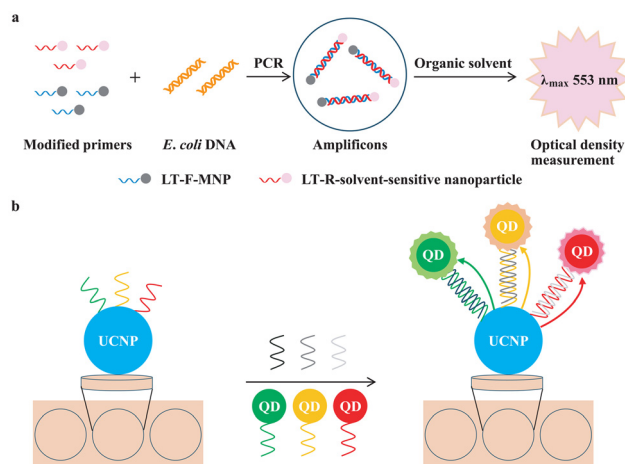 a
PCR
Organic solvent
+
λmax 553 nm
Modified primers
E. coli DNA
Amplificons
Optical density
measurement
LT-F-MNP
LT-R-solvent-sensitive nanoparticle
b
QD
QD
QD
UCNP
UCNP
QD
QD
QD